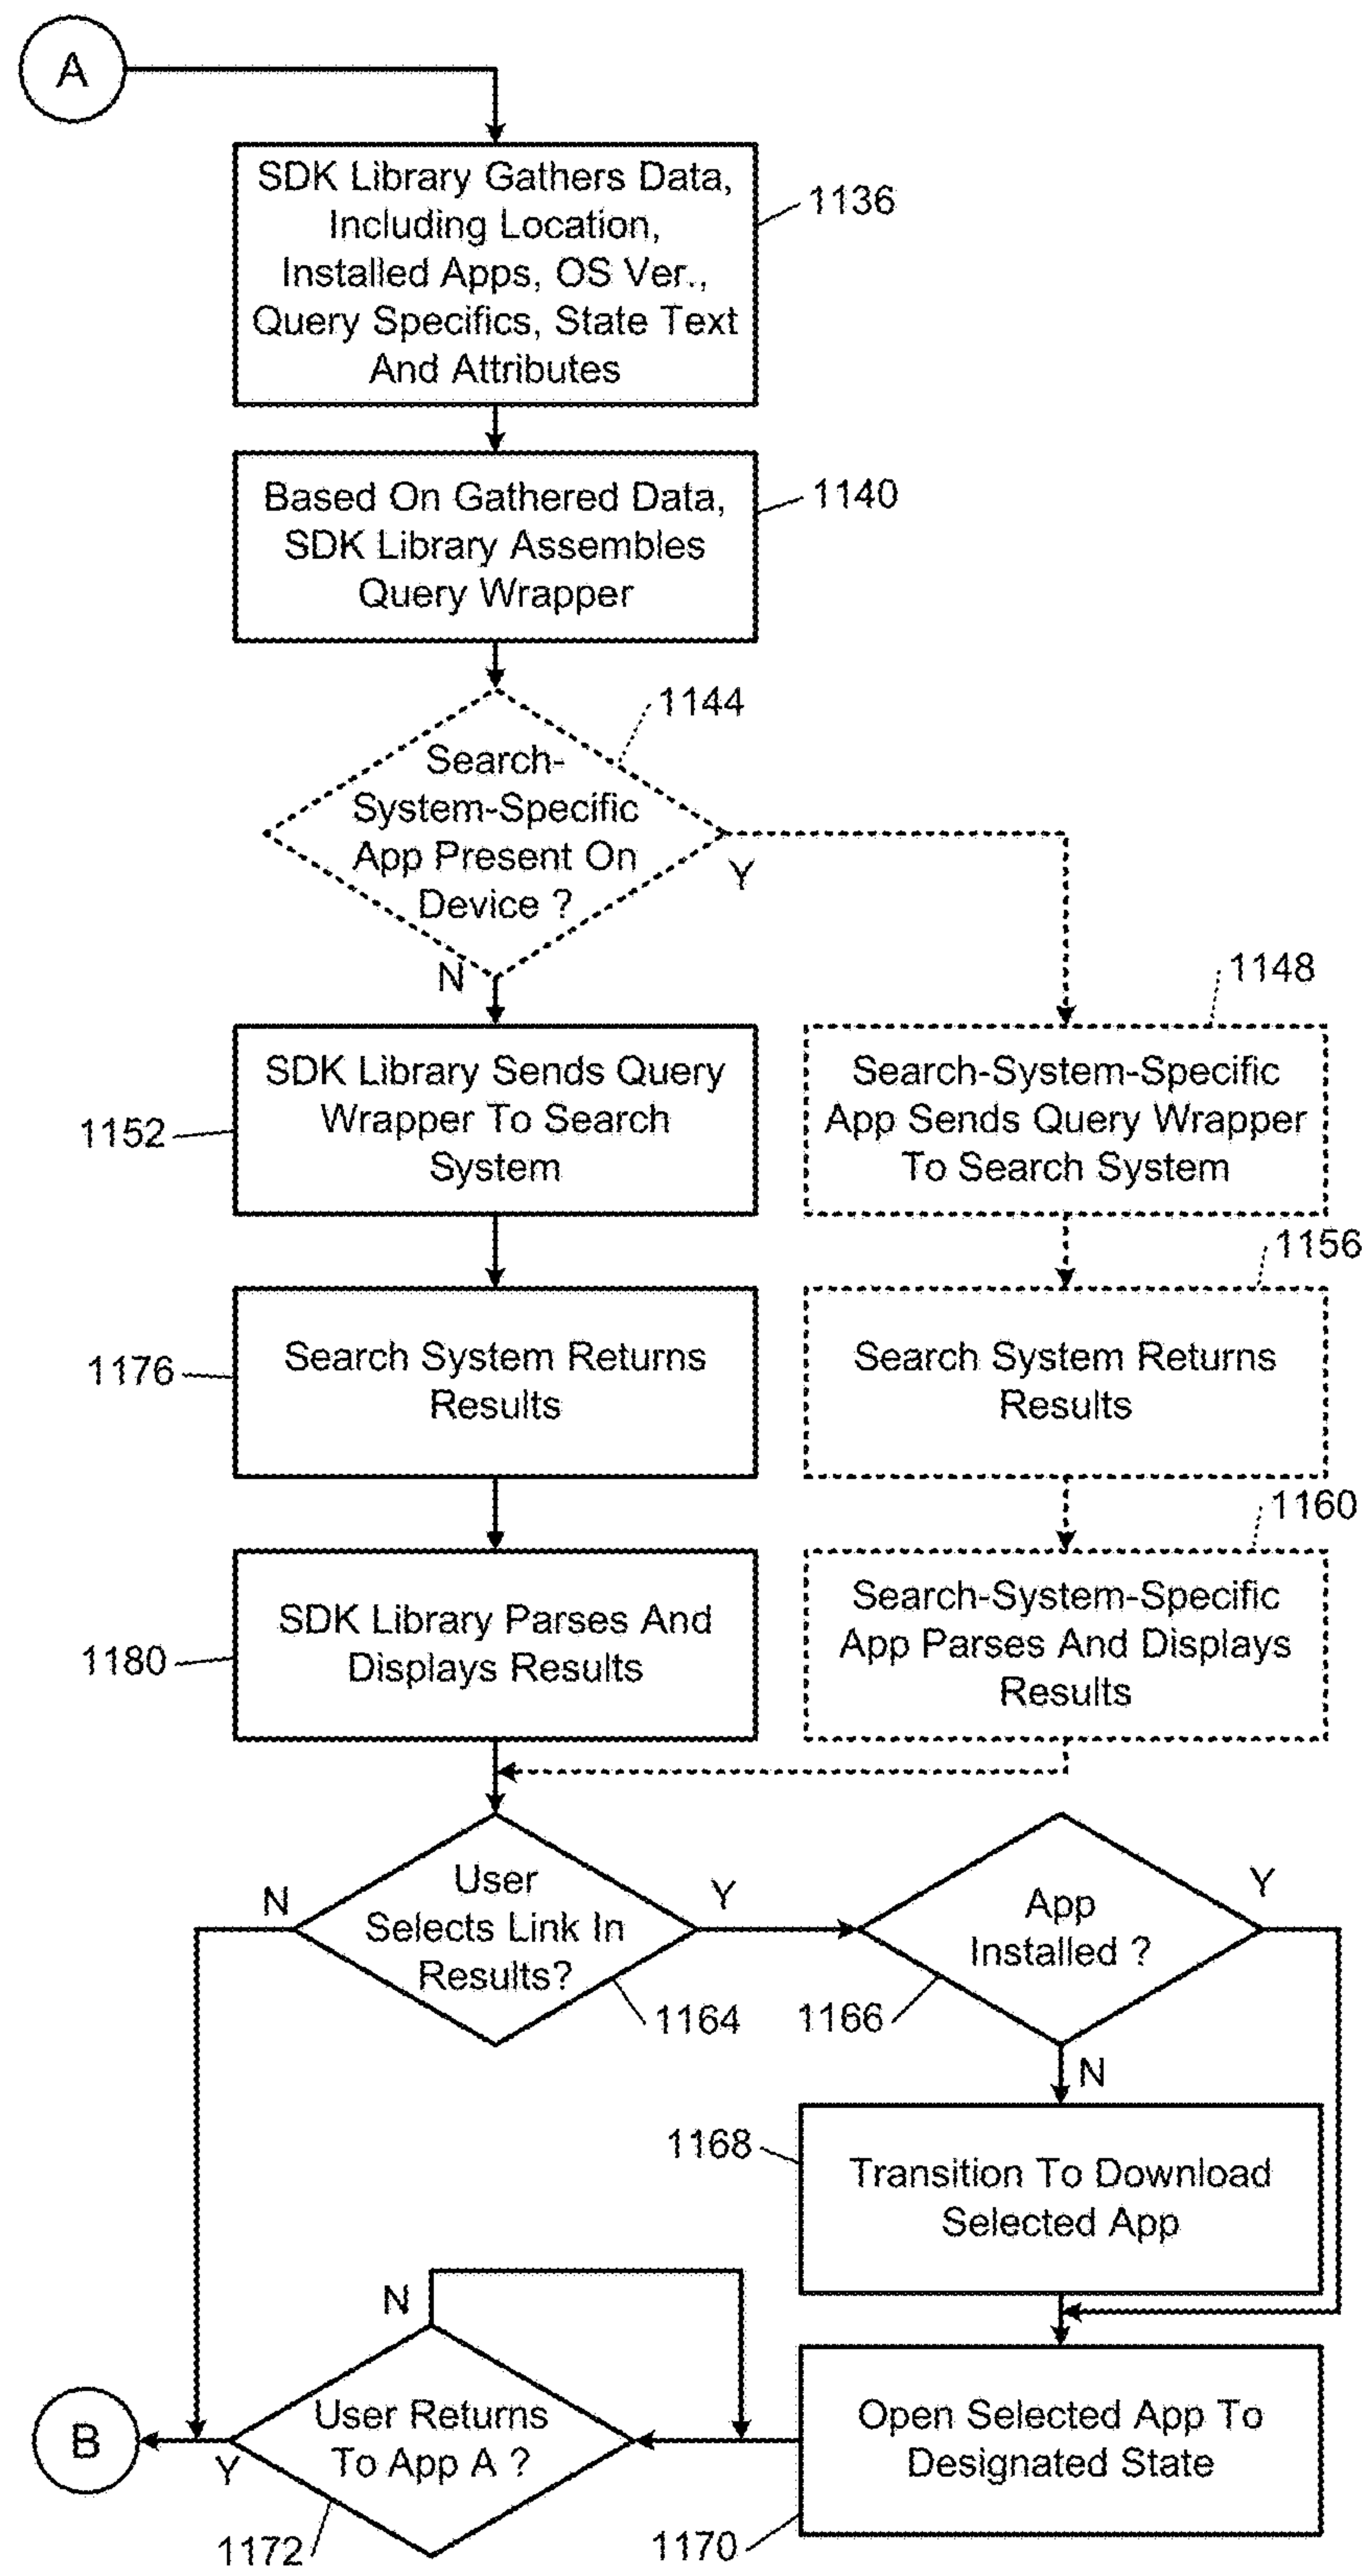 A
SDK Library Gathers Data,
Including Location,
Installed Apps, OS Ver.,
Query Specifics, State Text
And Attributes
1136
Based On Gathered Data,
SDK Library Assembles
Query Wrapper
1140
1144
Search-
System-Specific
App Present On
Device ?
Y
N
1148
SDK Library Sends Query
Wrapper To Search
System
1152
Search-System-Specific
App Sends Query Wrapper
To Search System
1156
Search System Returns
Results
1176
Search System Returns
Results
1160
SDK Library Parses And
Displays Results
1180
Search-System-Specific
App Parses And Displays
Results
N
User
Selects Link In
Results?
Y
1164
App
Installed ?
Y
1166
N
1168
Transition To Download
Selected App
N
B
Y
User Returns
To App A ?
1172
Open Selected App To
Designated State
1170